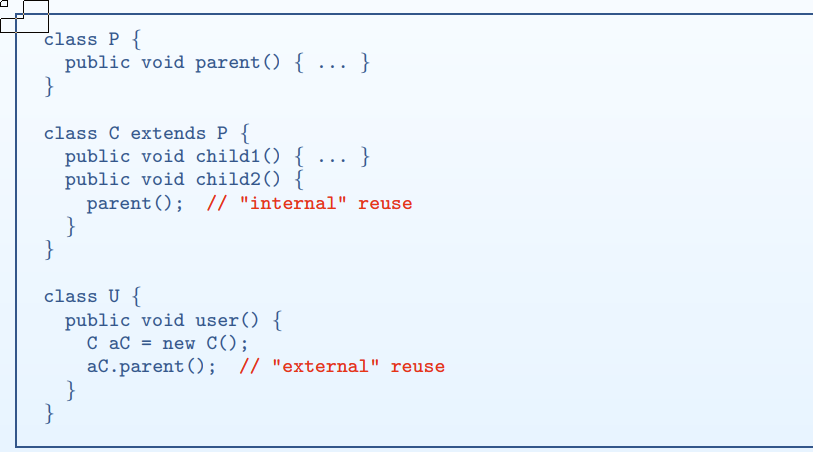 class P {
  public void parent() { ... }
}

class C extends P {
  public void child1() { ... }
  public void child2() {
    parent();  // "internal" reuse
  }
}

class U {
  public void user() {
    C aC = new C();
    aC.parent();  // "external" reuse
  }
}